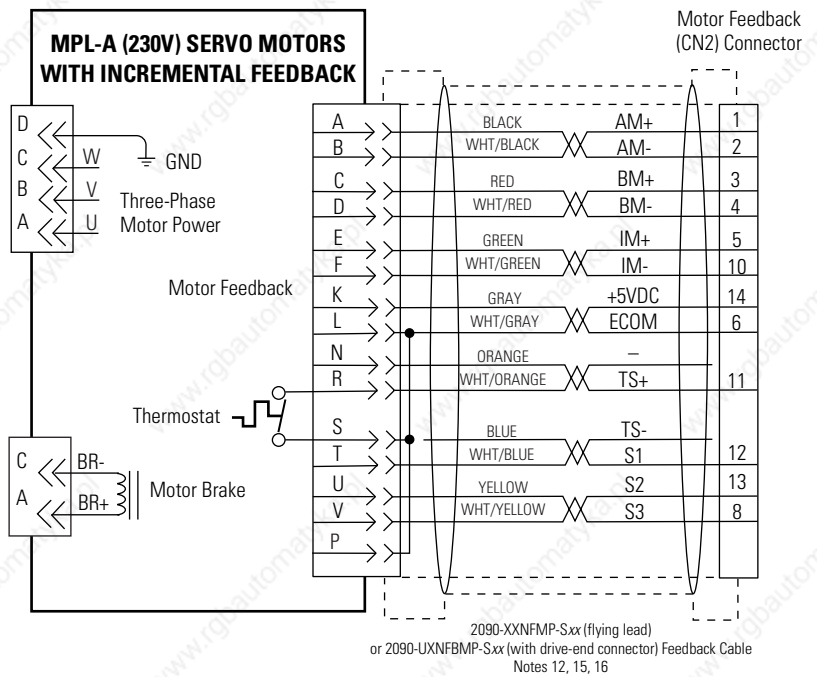 Motor Feedback
(CN2) Connector
MPL-A (230V) SERVO MOTORS
WITH INCREMENTAL FEEDBACK
D
C W
B V
A U
GND
Three-Phase
Motor Power
Motor Feedback
A BLACK AM+ 1
B WHT/BLACK AM- 2
C RED BM+ 3
D WHT/RED BM- 4
E GREEN IM+ 5
F WHT/GREEN IM- 10
K GRAY +5VDC 14
L WHT/GRAY ECOM 6
N ORANGE –
R WHT/ORANGE TS+ 11
Thermostat
S BLUE TS-
T WHT/BLUE S1 12
U YELLOW S2 13
V WHT/YELLOW S3 8
P
C BR-
A BR+
Motor Brake
2090-XXNFMP-Sxx (flying lead)
or 2090-UXNFBMP-Sxx (with drive-end connector) Feedback Cable
Notes 12, 15, 16
www.rgbautomatyka.pl